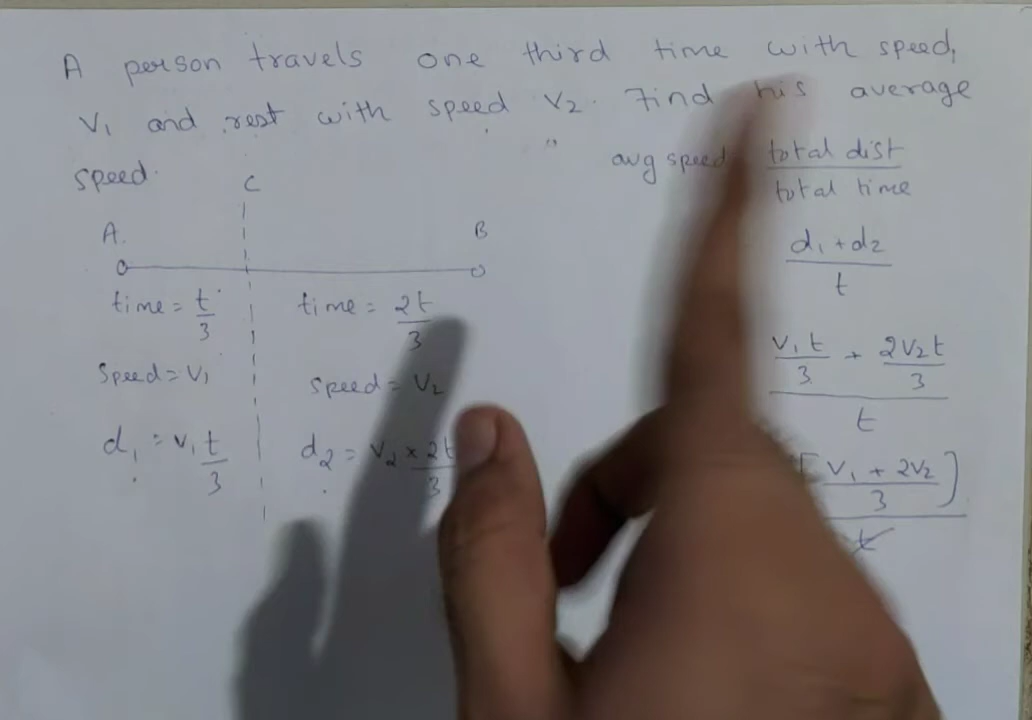 A person travels one third time with speed,
V₁ and rest with speed V₂. Find his average
speed.
C
avg speed total dist
total time
A. B
d₁ + d₂
t
time = t/3 time = 2t/3
V₁t/3 + 2V₂t/3
t
Speed = V₁ Speed = V₂
d₁ = V₁ t/3 d₂ = V₂ × 2t/3
[V₁ + 2V₂/3]
t